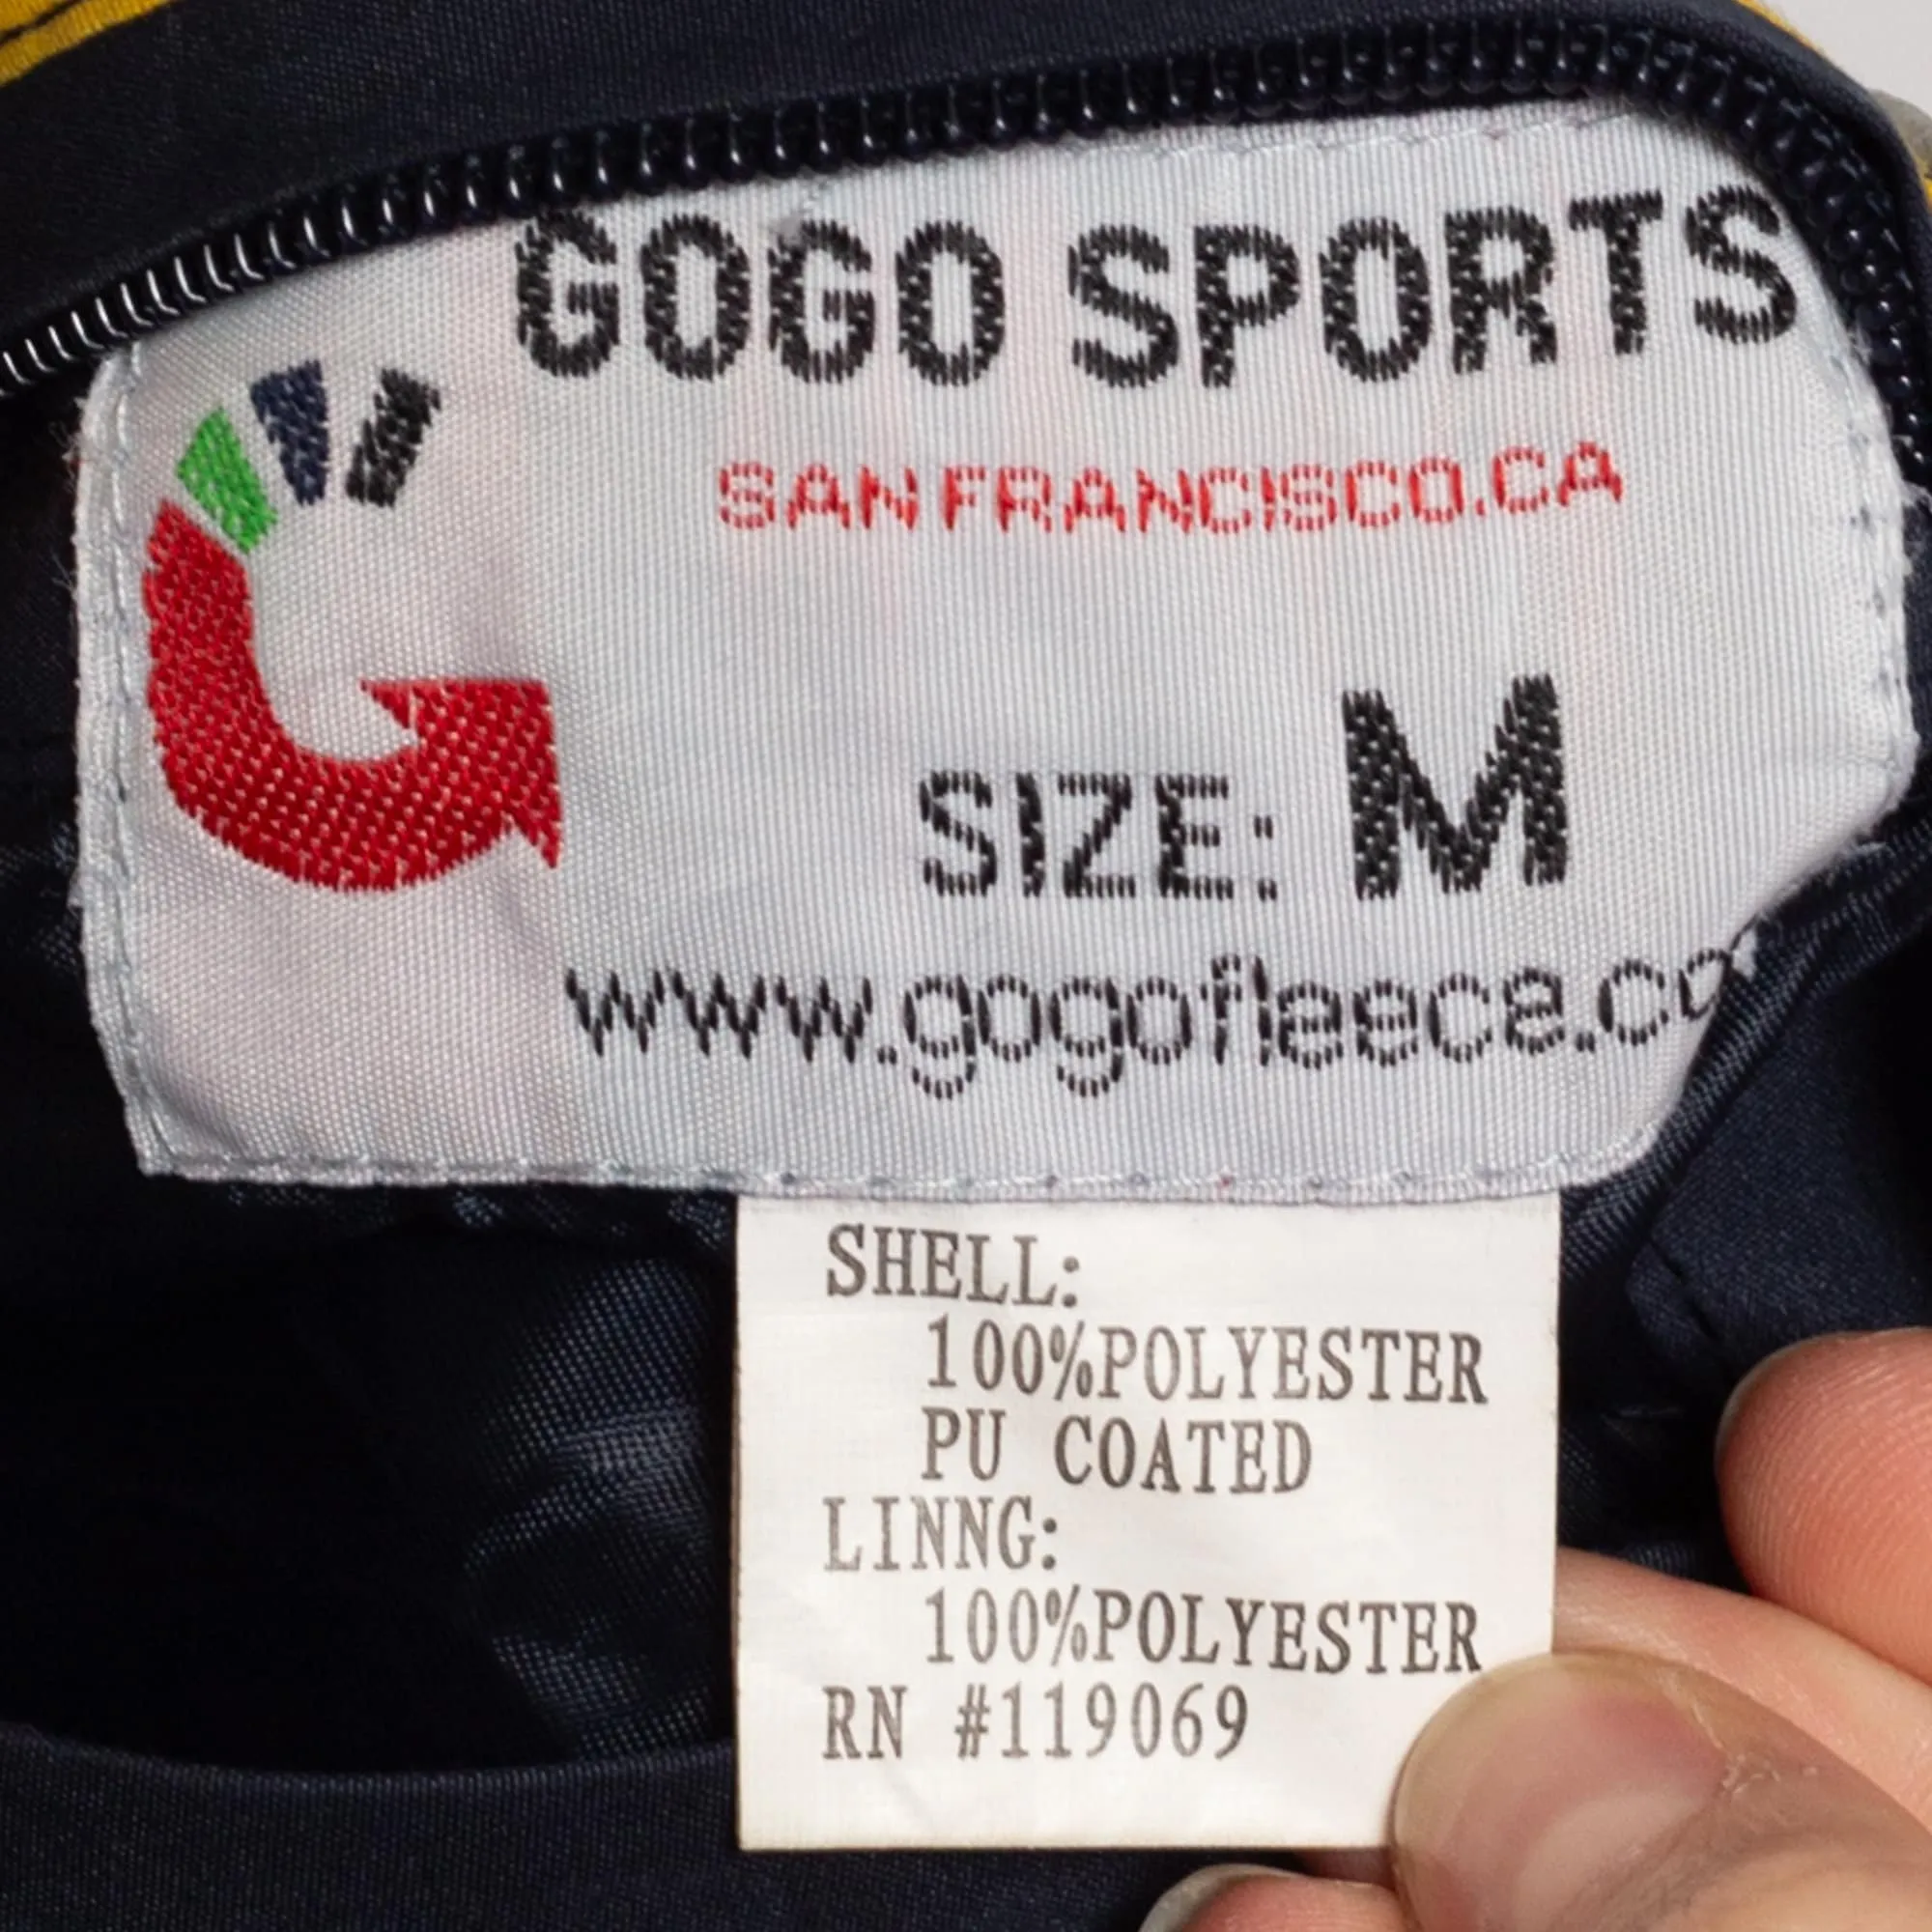 GOGO SPORTS
SAN FRANCISCO.CA
SIZE: M
www.gogofleece.co
SHELL:
100%POLYESTER
PU COATED
LINNG:
100%POLYESTER
RN #119069